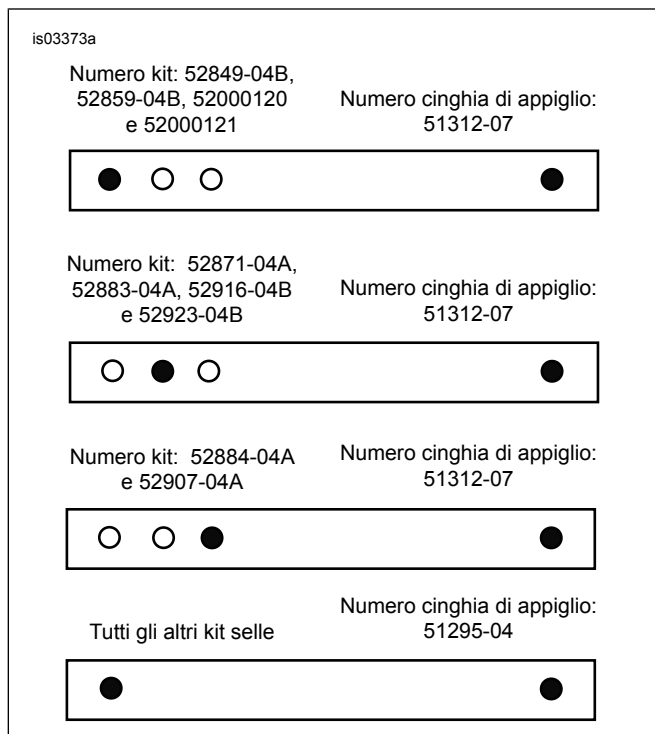 is03373a
Numero kit: 52849-04B,
52859-04B, 52000120
e 52000121
Numero cinghia di appiglio:
51312-07
Numero kit: 52871-04A,
52883-04A, 52916-04B
e 52923-04B
Numero cinghia di appiglio:
51312-07
Numero kit: 52884-04A
e 52907-04A
Numero cinghia di appiglio:
51312-07
Tutti gli altri kit selle
Numero cinghia di appiglio:
51295-04